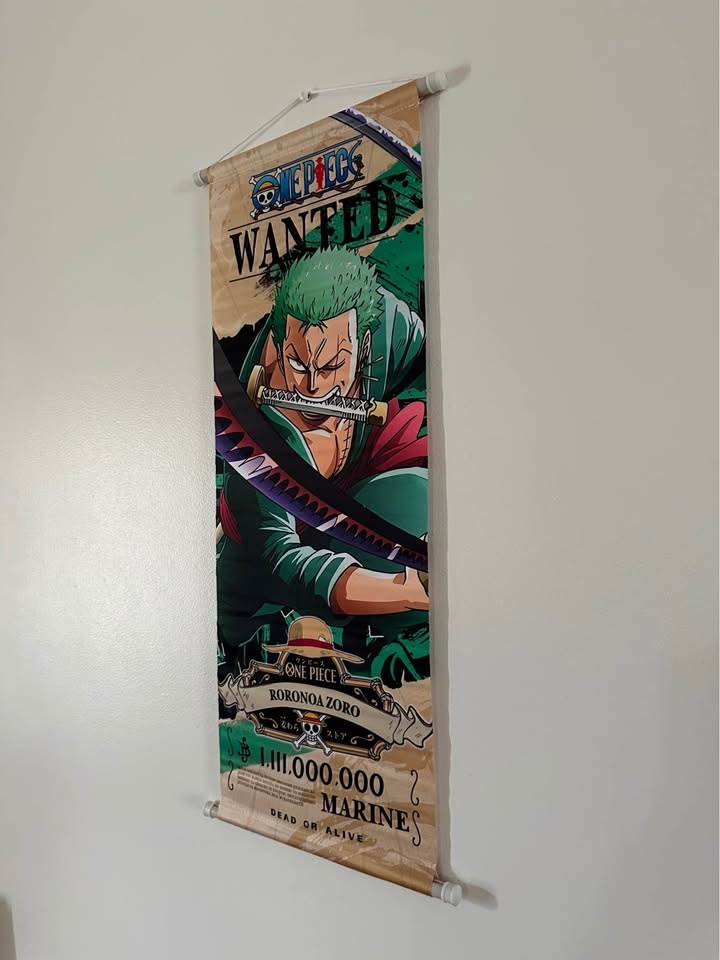 ONE PIECE
WANTED
ワンピース
ONE PIECE
RORONOA ZORO
麦わら ストア
1.111.000.000
MARINE
DEAD OR ALIVE